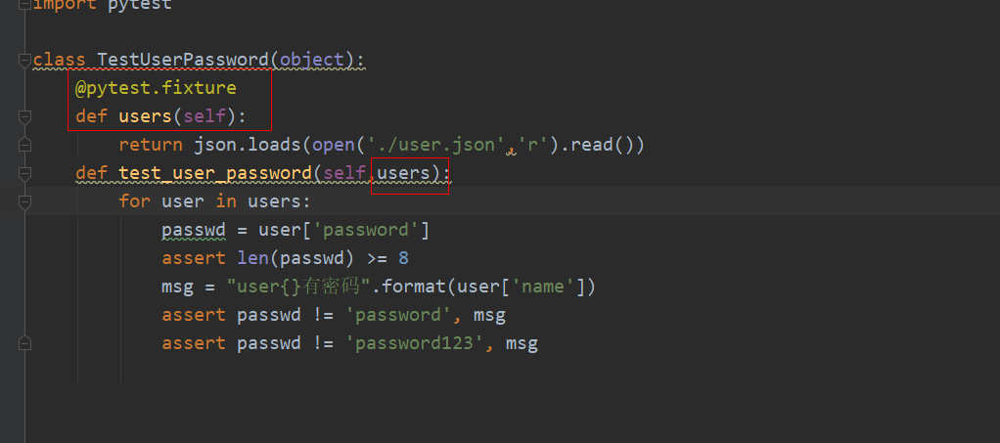 import pytest
class TestUserPassword(object):
@pytest.fixture
def users(self):
return json.loads(open('./user.json','r').read())
def test_user_password(self,users):
for user in users:
passwd = user['password']
assert len(passwd) >= 8
msg = "user{}有密码".format(user['name'])
assert passwd != 'password', msg
assert passwd != 'password123', msg